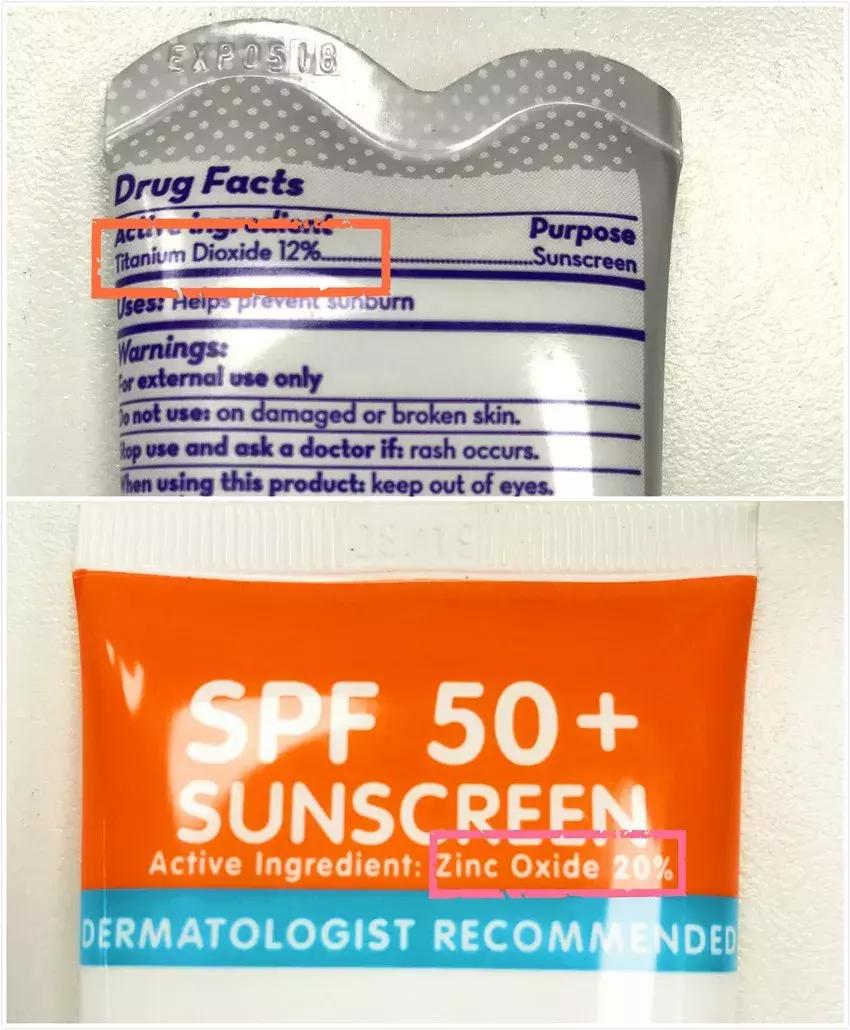 EXP0518
Drug Facts
Active ingredient Purpose
Titanium Dioxide 12%........................Sunscreen
Uses: Helps prevent sunburn
Warnings:
For external use only
Do not use: on damaged or broken skin.
Stop use and ask a doctor if: rash occurs.
When using this product: keep out of eyes.
08/19
SPF 50+
SUNSCREEN
Active Ingredient: Zinc Oxide 20%
DERMATOLOGIST RECOMMENDED